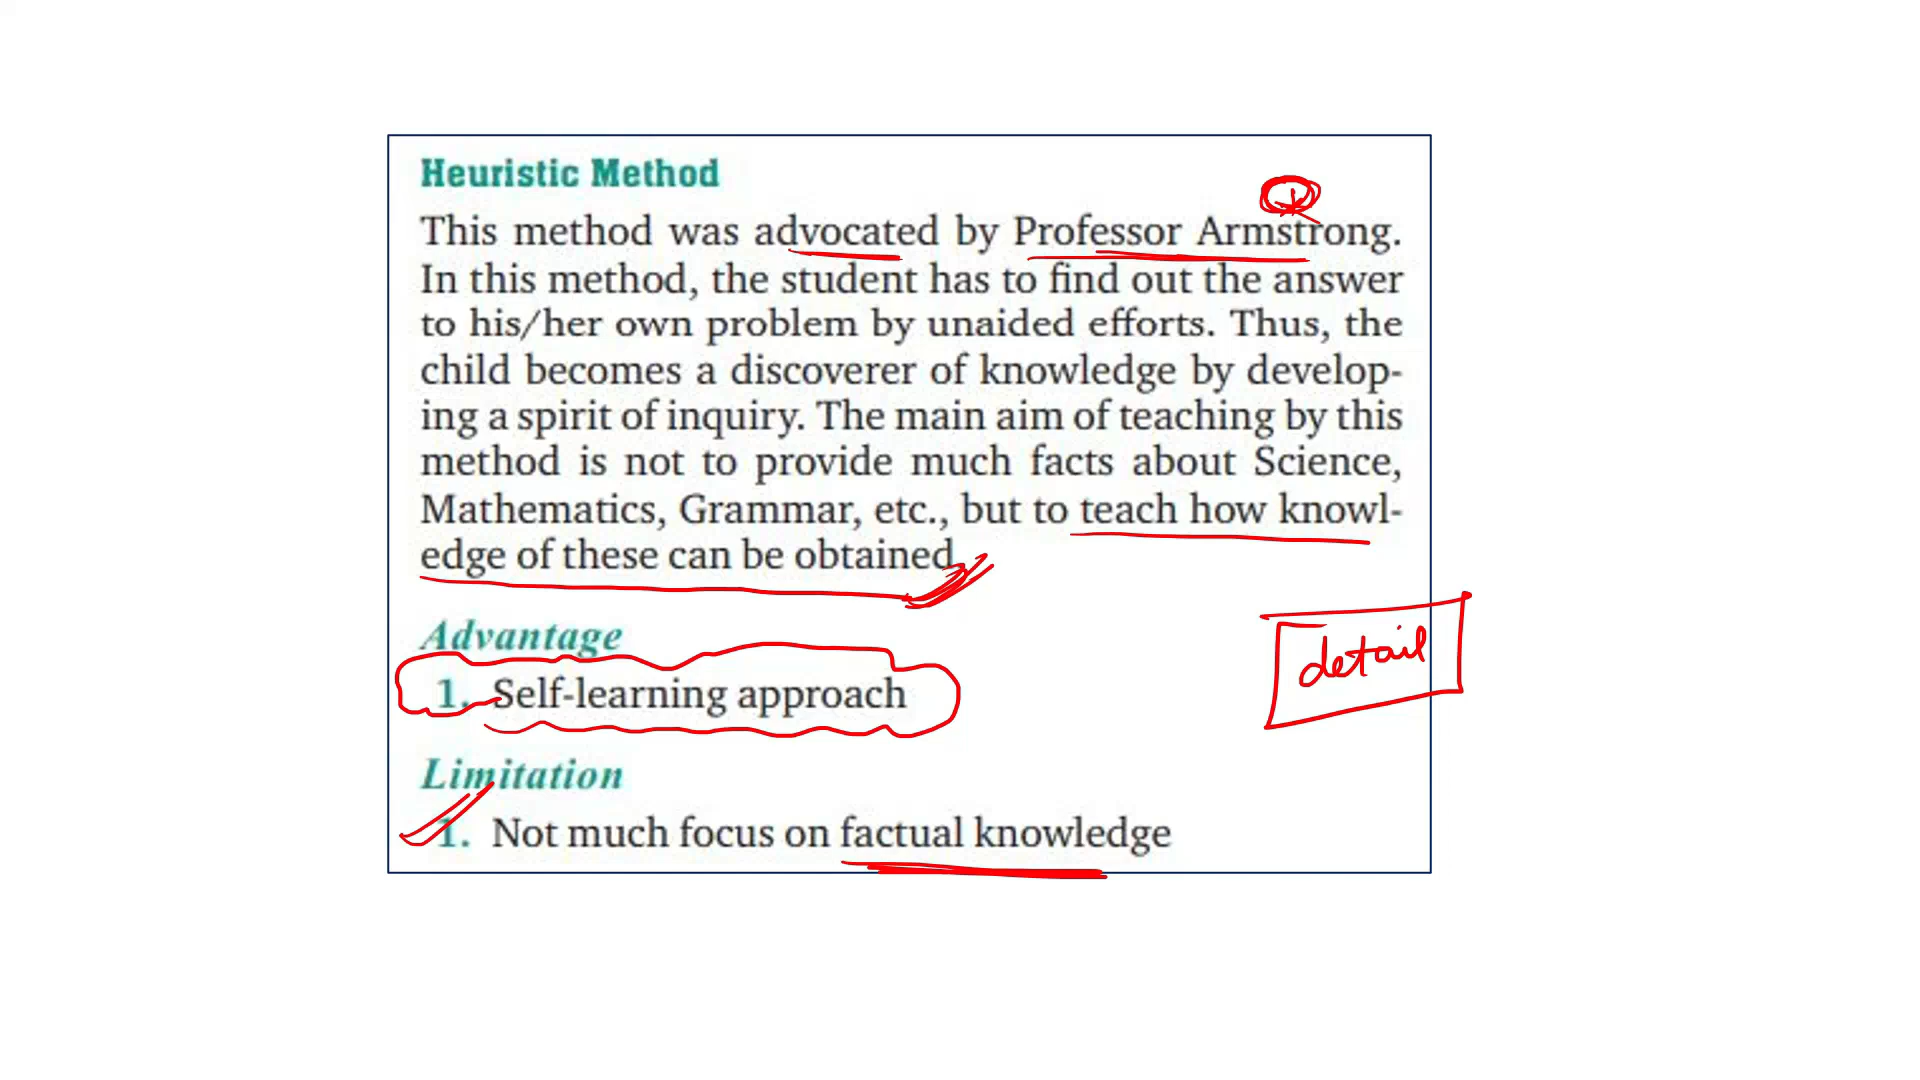 Heuristic Method
This method was advocated by Professor Armstrong.
In this method, the student has to find out the answer
to his/her own problem by unaided efforts. Thus, the
child becomes a discoverer of knowledge by develop-
ing a spirit of inquiry. The main aim of teaching by this
method is not to provide much facts about Science,
Mathematics, Grammar, etc., but to teach how knowl-
edge of these can be obtained
Advantage
detail
1. Self-learning approach
Limitation
1. Not much focus on factual knowledge